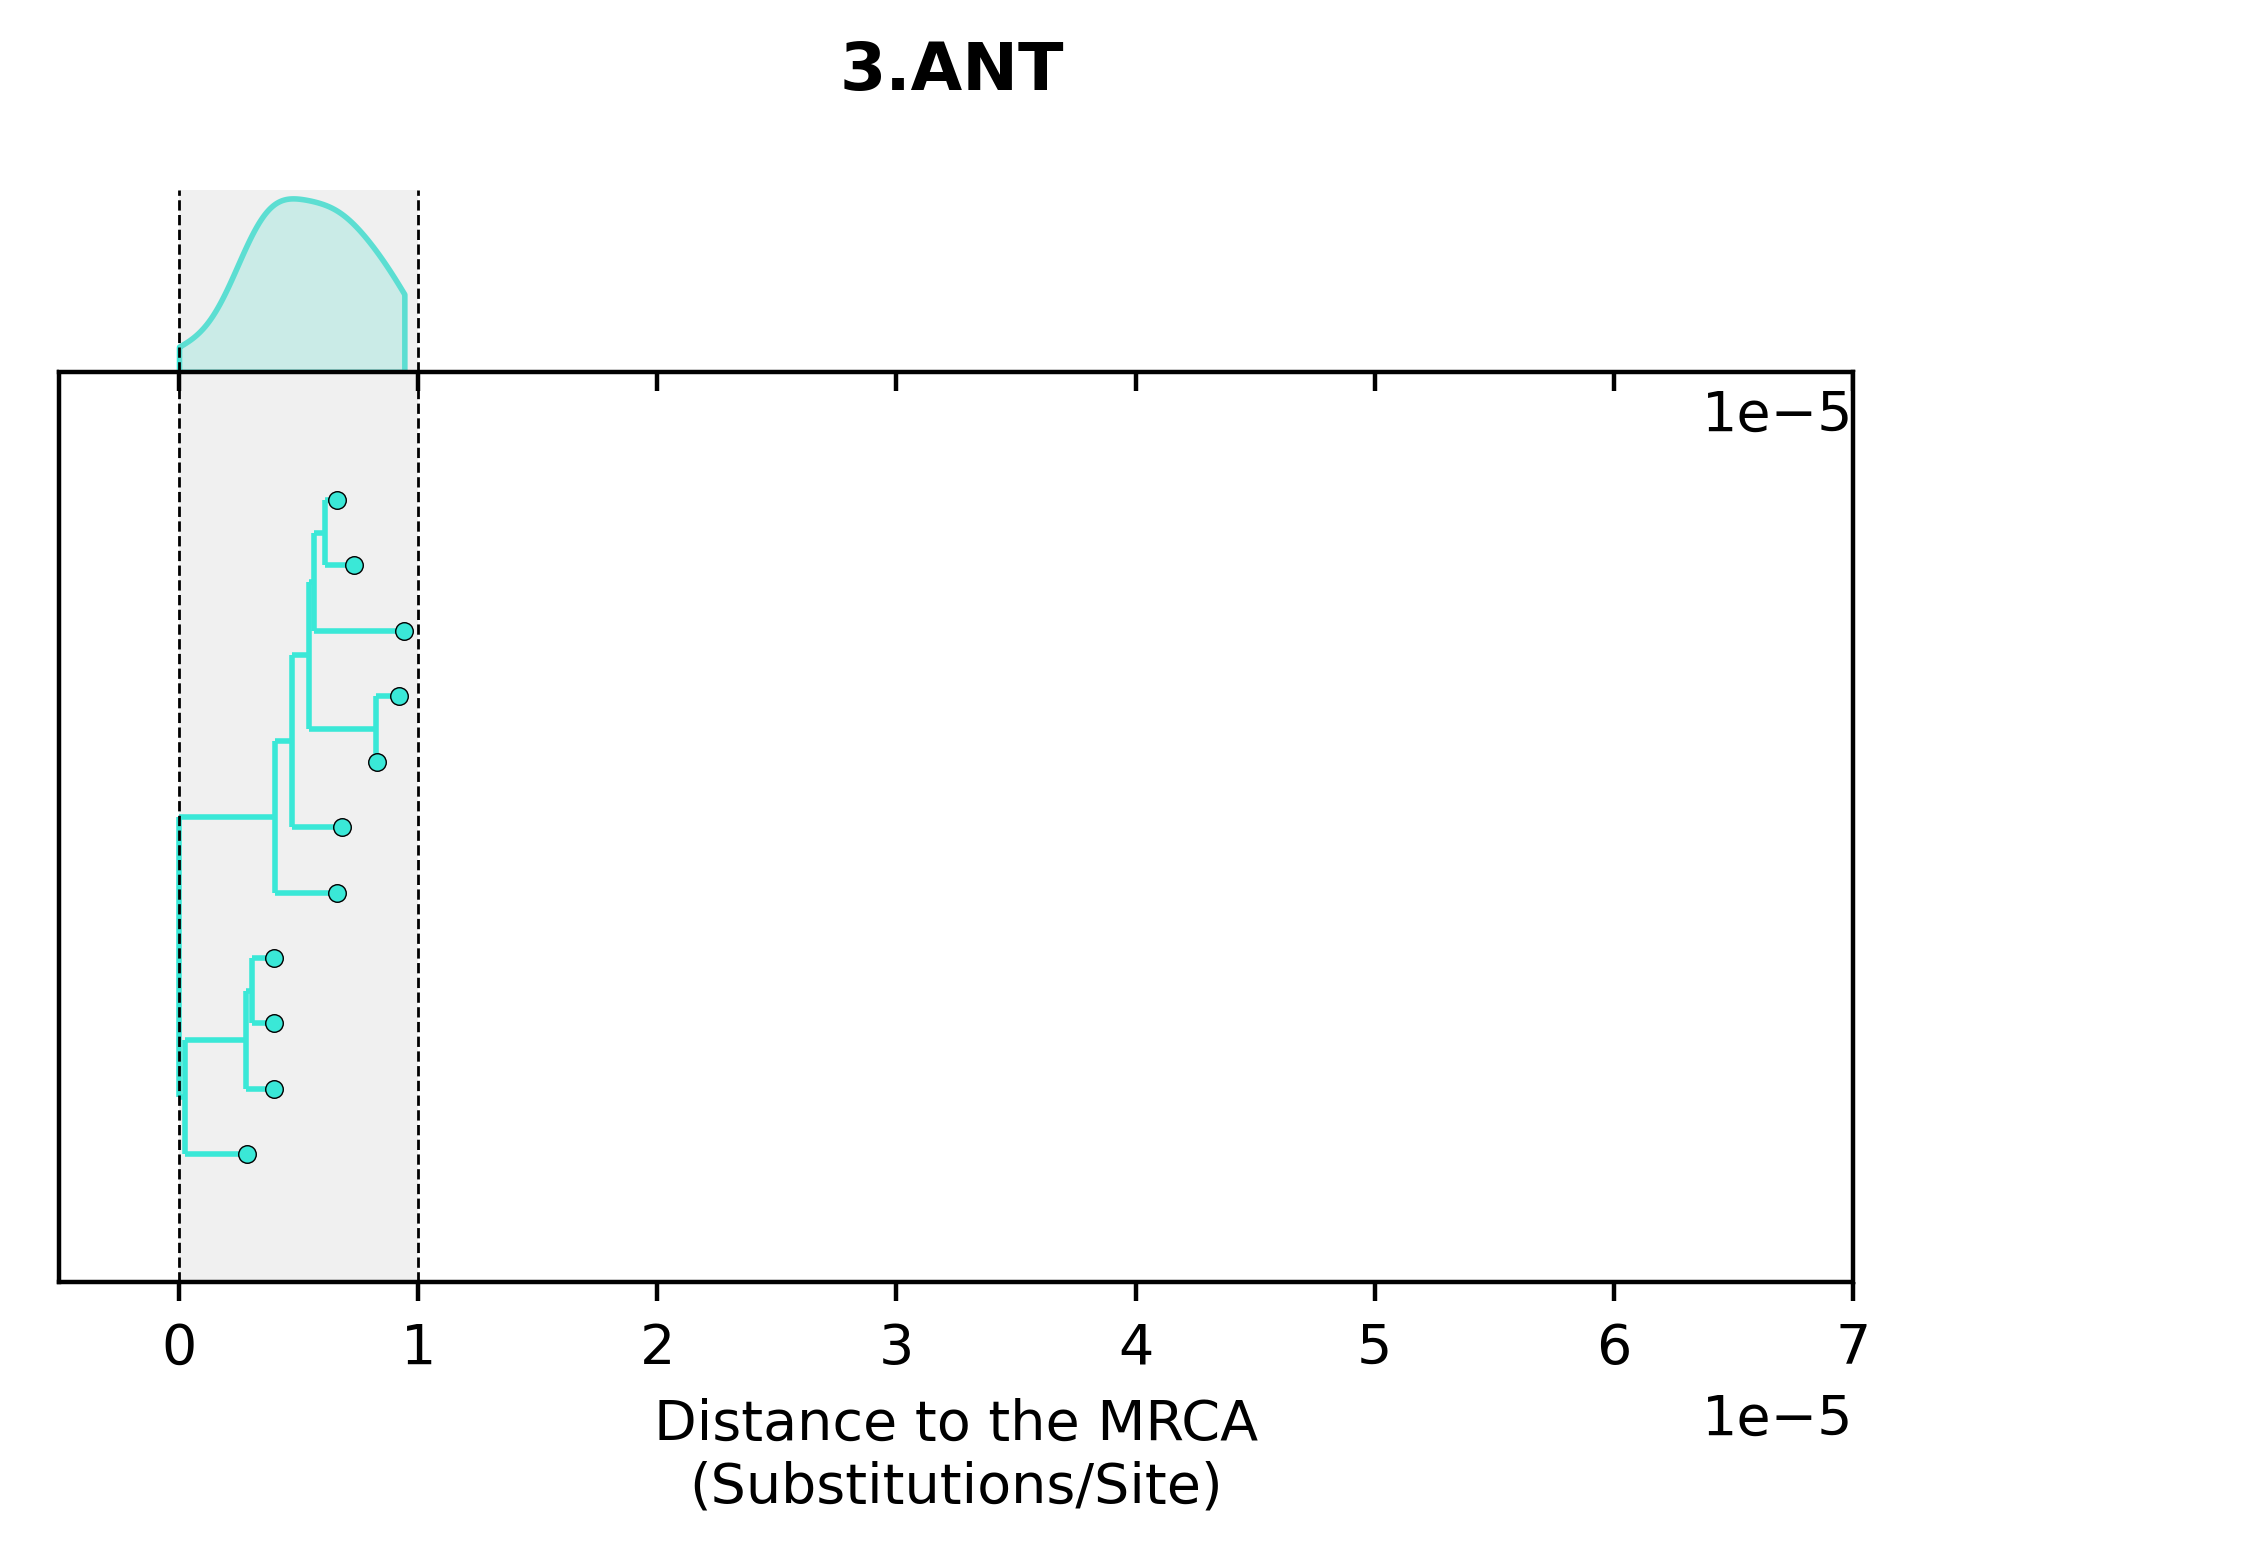 3.ANT
1e−5
0 1 2 3 4 5 6 7
Distance to the MRCA
1e−5
(Substitutions/Site)